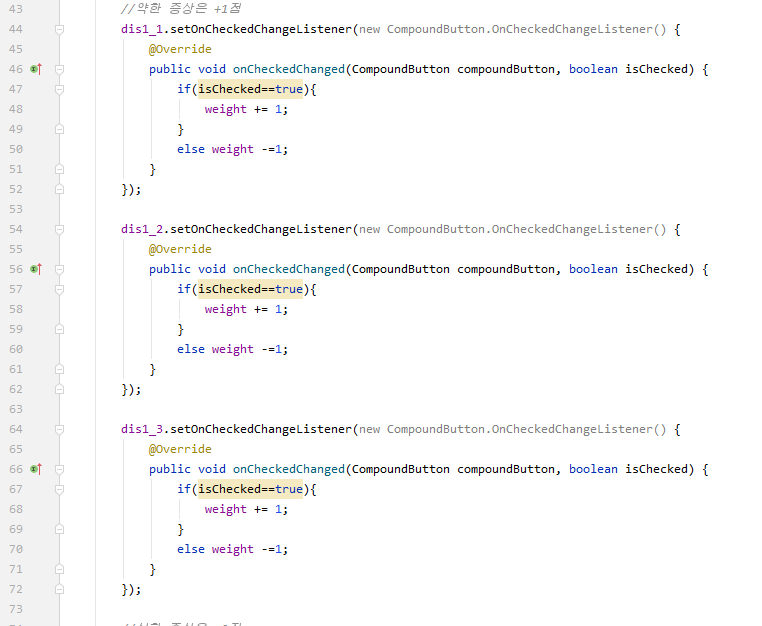 43 //약한 증상은 +1점
44 dis1_1.setOnCheckedChangeListener(new CompoundButton.OnCheckedChangeListener() {
45 @Override
46 public void onCheckedChanged(CompoundButton compoundButton, boolean isChecked) {
47 if(isChecked==true){
48 weight += 1;
49 }
50 else weight -=1;
51 }
52 });
53
54 dis1_2.setOnCheckedChangeListener(new CompoundButton.OnCheckedChangeListener() {
55 @Override
56 public void onCheckedChanged(CompoundButton compoundButton, boolean isChecked) {
57 if(isChecked==true){
58 weight += 1;
59 }
60 else weight -=1;
61 }
62 });
63
64 dis1_3.setOnCheckedChangeListener(new CompoundButton.OnCheckedChangeListener() {
65 @Override
66 public void onCheckedChanged(CompoundButton compoundButton, boolean isChecked) {
67 if(isChecked==true){
68 weight += 1;
69 }
70 else weight -=1;
71 }
72 });
73